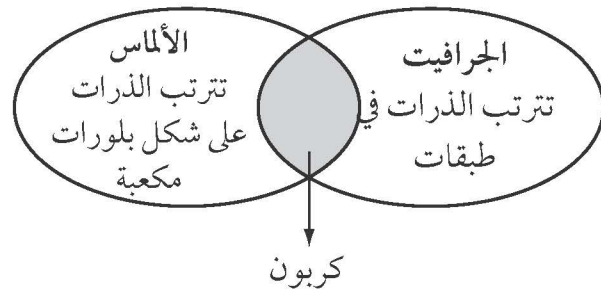 الجرافيت
تترتب الذرات في
طبقات
الألماس
تترتب الذرات
على شكل بلورات
مكعبة
كربون